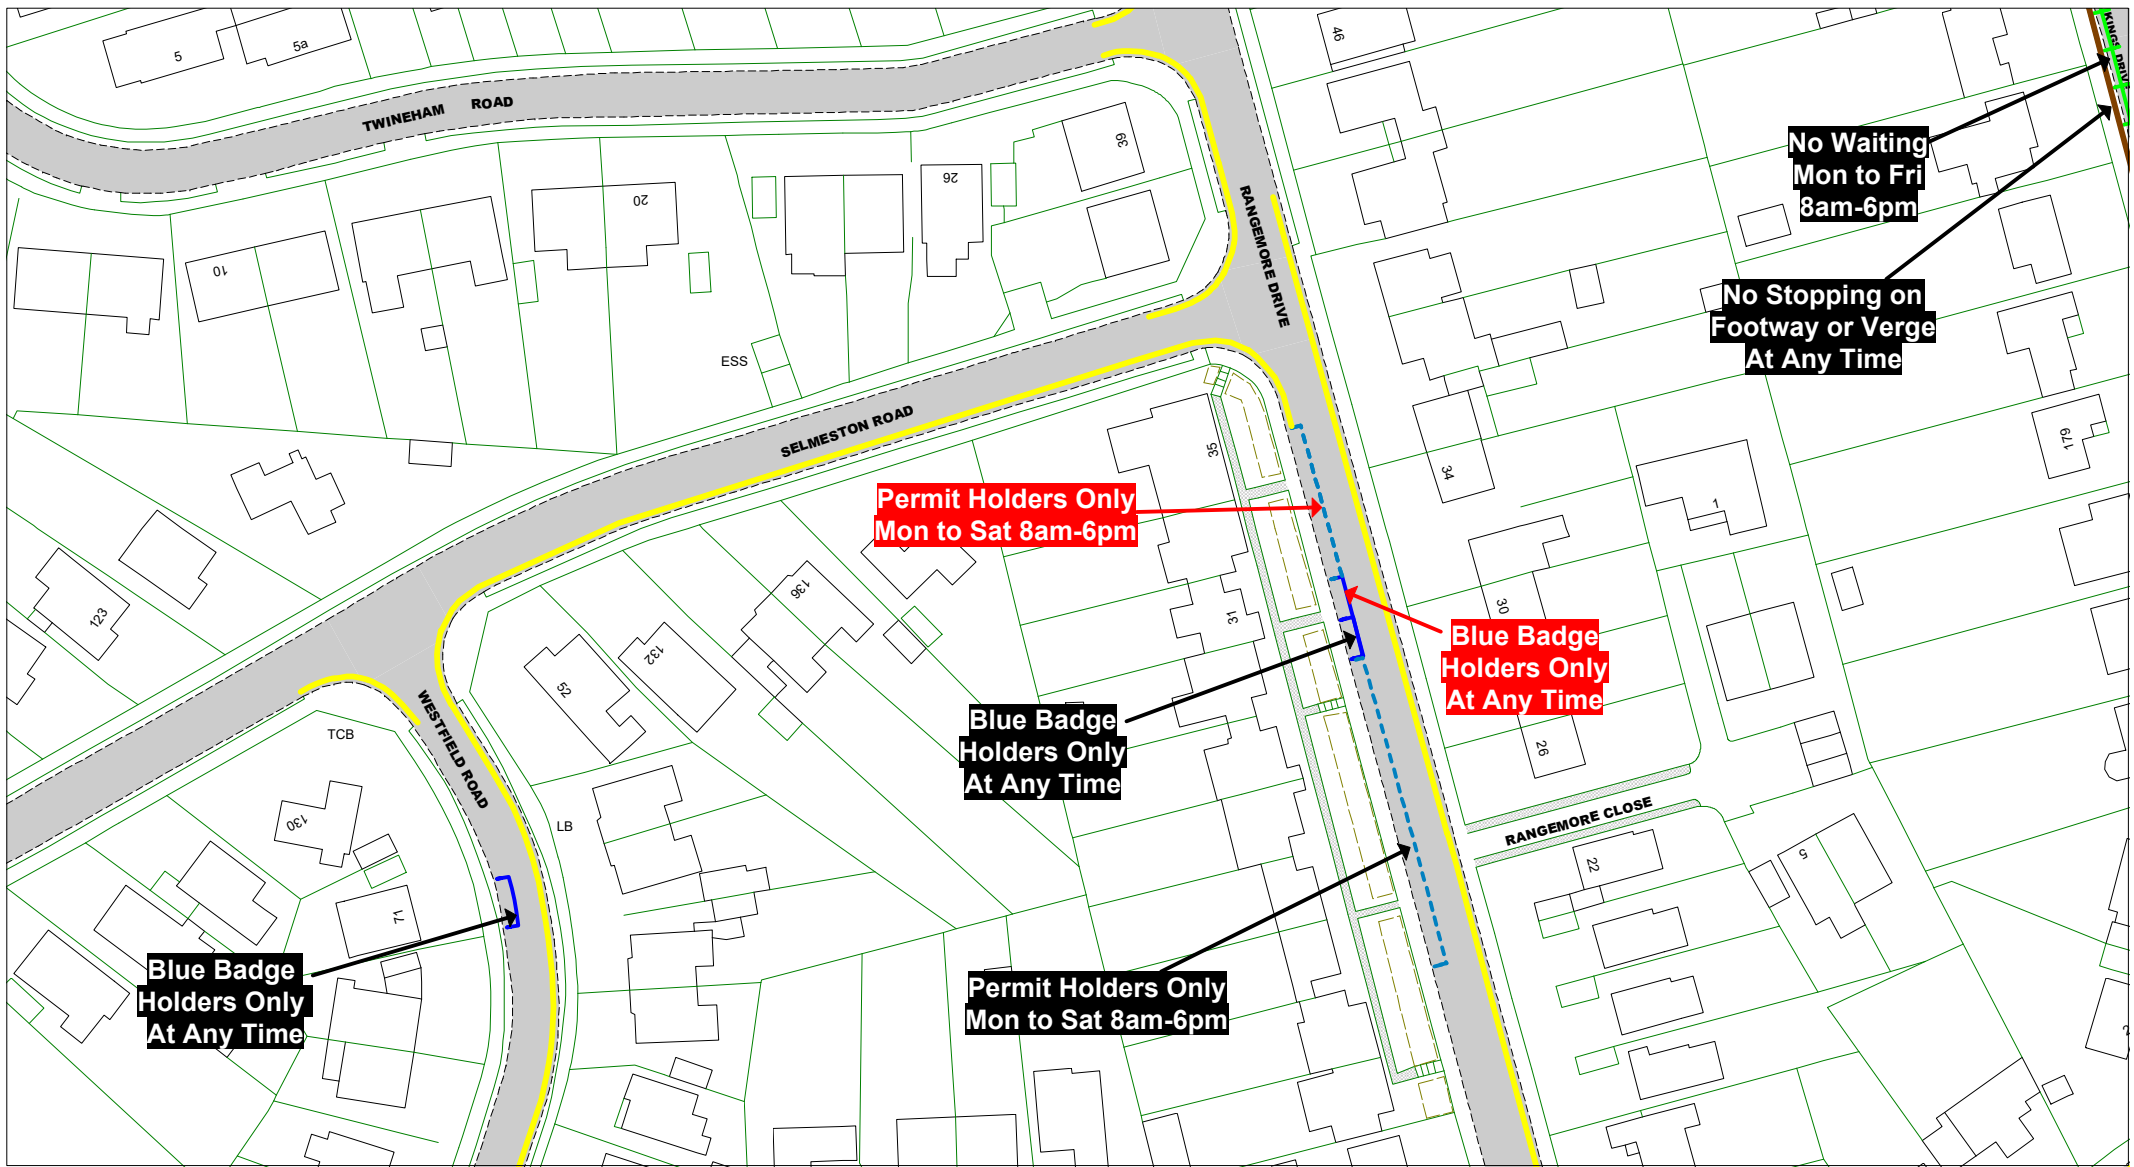 5
5a
46
KINGS DRIVE
TWINEHAM ROAD
39
No Waiting
Mon to Fri
8am-6pm
26
20
RANGEMORE DRIVE
10
No Stopping on
Footway or Verge
At Any Time
ESS
SELMESTON ROAD
35
179
34
Permit Holders Only
Mon to Sat 8am-6pm
1
123
136
30
31
Blue Badge
Holders Only
At Any Time
132
52
WESTFIELD ROAD
Blue Badge
Holders Only
At Any Time
TCB
26
130
LB
RANGEMORE CLOSE
22
5
71
Blue Badge
Holders Only
At Any Time
Permit Holders Only
Mon to Sat 8am-6pm